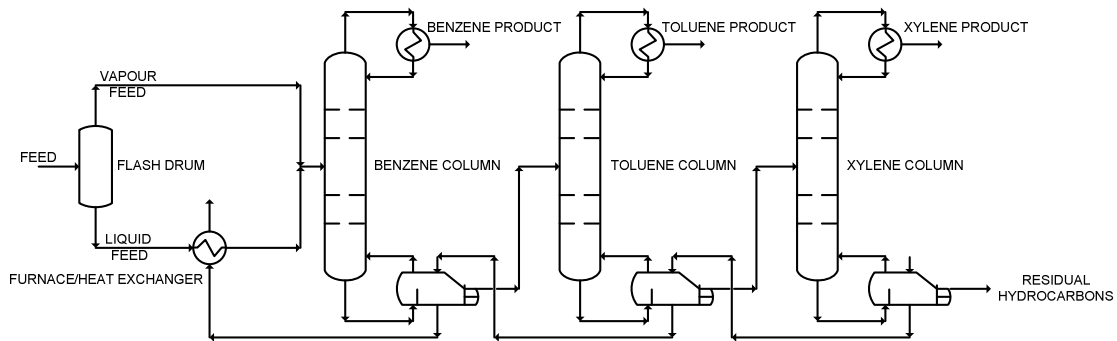 BENZENE PRODUCT
TOLUENE PRODUCT
XYLENE PRODUCT
VAPOUR
FEED
FEED
FLASH DRUM
BENZENE COLUMN
TOLUENE COLUMN
XYLENE COLUMN
LIQUID
FEED
FURNACE/HEAT EXCHANGER
RESIDUAL
HYDROCARBONS